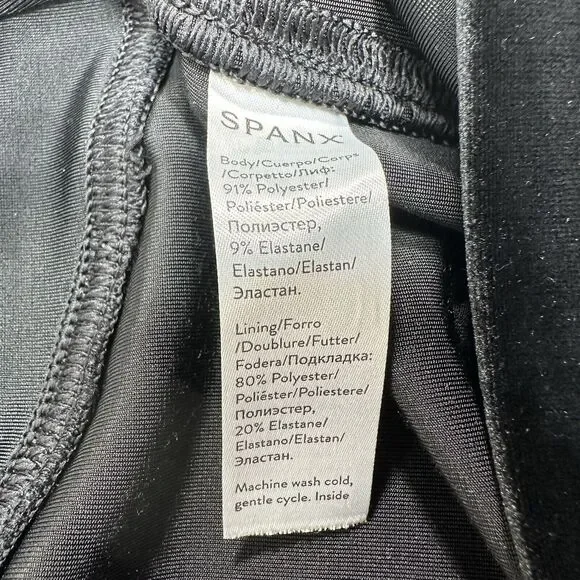 SPANX
Body/Cuerpo/Corps
/Corpetto/Лиф:
91% Polyester/
Poliéster/Poliestere/
Полиэстер,
9% Elastane/
Elastano/Elastan/
Эластан.
Lining/Forro
/Doublure/Futter/
Fodera/Подкладка:
80% Polyester/
Poliéster/Poliestere/
Полиэстер,
20% Elastane/
Elastano/Elastan/
Эластан.
Machine wash cold,
gentle cycle. Inside